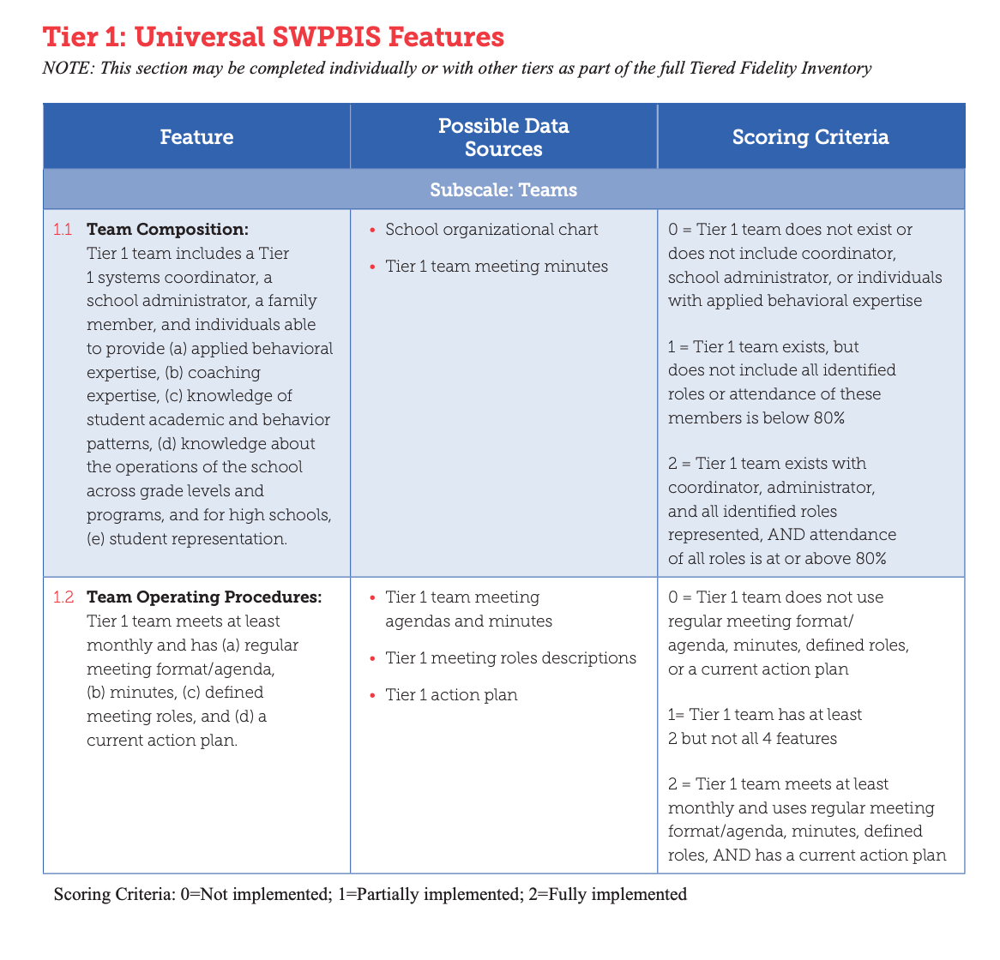 Tier 1: Universal SWPBIS Features
NOTE: This section may be completed individually or with other tiers as part of the full Tiered Fidelity Inventory
Feature
Possible Data
Sources
Scoring Criteria
Subscale: Teams
1.1 Team Composition:
Tier 1 team includes a Tier
1 systems coordinator, a
school administrator, a family
member, and individuals able
to provide (a) applied behavioral
expertise, (b) coaching
expertise, (c) knowledge of
student academic and behavior
patterns, (d) knowledge about
the operations of the school
across grade levels and
programs, and for high schools,
(e) student representation.
• School organizational chart
• Tier 1 team meeting minutes
0 = Tier 1 team does not exist or
does not include coordinator,
school administrator, or individuals
with applied behavioral expertise
1 = Tier 1 team exists, but
does not include all identified
roles or attendance of these
members is below 80%
2 = Tier 1 team exists with
coordinator, administrator,
and all identified roles
represented, AND attendance
of all roles is at or above 80%
1.2 Team Operating Procedures:
Tier 1 team meets at least
monthly and has (a) regular
meeting format/agenda,
(b) minutes, (c) defined
meeting roles, and (d) a
current action plan.
• Tier 1 team meeting
agendas and minutes
• Tier 1 meeting roles descriptions
• Tier 1 action plan
0 = Tier 1 team does not use
regular meeting format/
agenda, minutes, defined roles,
or a current action plan
1= Tier 1 team has at least
2 but not all 4 features
2 = Tier 1 team meets at least
monthly and uses regular meeting
format/agenda, minutes, defined
roles, AND has a current action plan
Scoring Criteria: 0=Not implemented; 1=Partially implemented; 2=Fully implemented